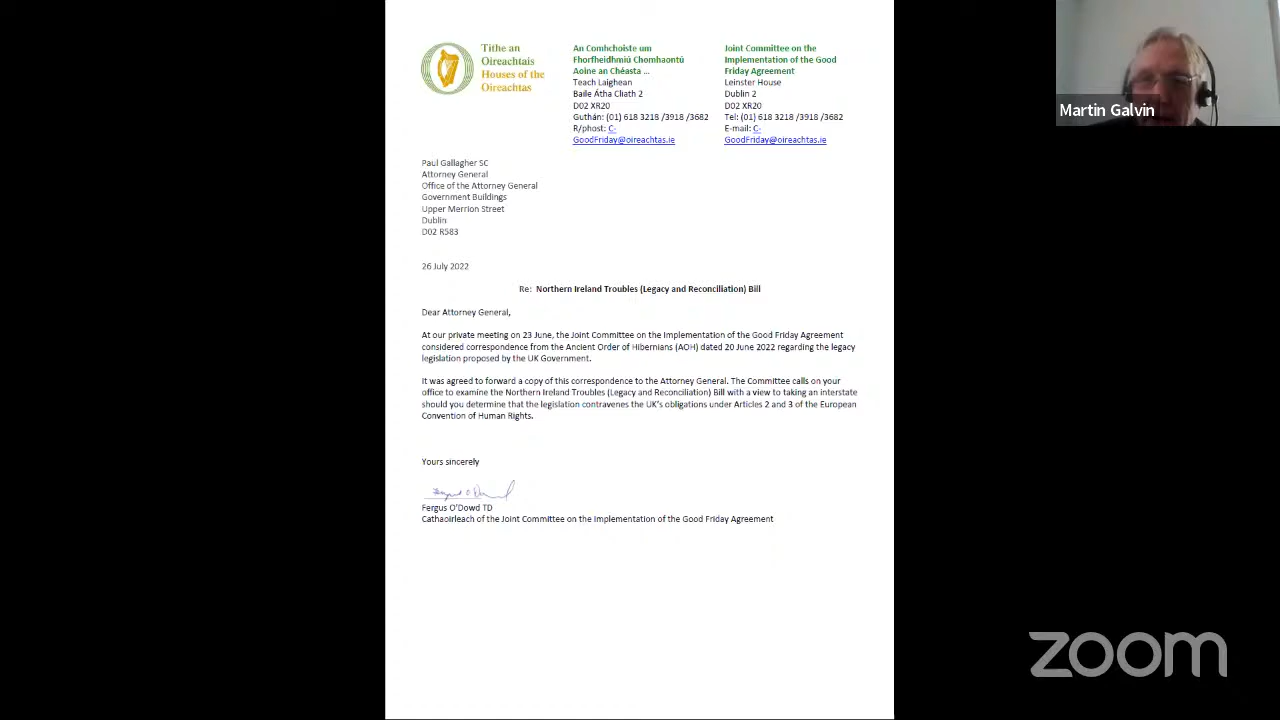 Tithe an
Oireachtais
Houses of the
Oireachtas
An Comhchoiste um
Fhorfheidhmiú Chomhaontú
Aoine an Chéasta ...
Teach Laighean
Baile Átha Cliath 2
D02 XR20
Guthán: (01) 618 3218 /3918 /3682
R/phost: C-
GoodFriday@oireachtas.ie
Joint Committee on the
Implementation of the Good
Friday Agreement
Leinster House
Dublin 2
D02 XR20
Tel: (01) 618 3218 /3918 /3682
E-mail: C-
GoodFriday@oireachtas.ie
Martin Galvin
Paul Gallagher SC
Attorney General
Office of the Attorney General
Government Buildings
Upper Merrion Street
Dublin
D02 R583
26 July 2022
Re: Northern Ireland Troubles (Legacy and Reconciliation) Bill
Dear Attorney General,
At our private meeting on 23 June, the Joint Committee on the Implementation of the Good Friday Agreement
considered correspondence from the Ancient Order of Hibernians (AOH) dated 20 June 2022 regarding the legacy
legislation proposed by the UK Government.
It was agreed to forward a copy of this correspondence to the Attorney General. The Committee calls on your
office to examine the Northern Ireland Troubles (Legacy and Reconciliation) Bill with a view to taking an interstate
should you determine that the legislation contravenes the UK's obligations under Articles 2 and 3 of the European
Convention of Human Rights.
Yours sincerely
Fergus O'Dowd TD
Cathaoirleach of the Joint Committee on the Implementation of the Good Friday Agreement
zoom